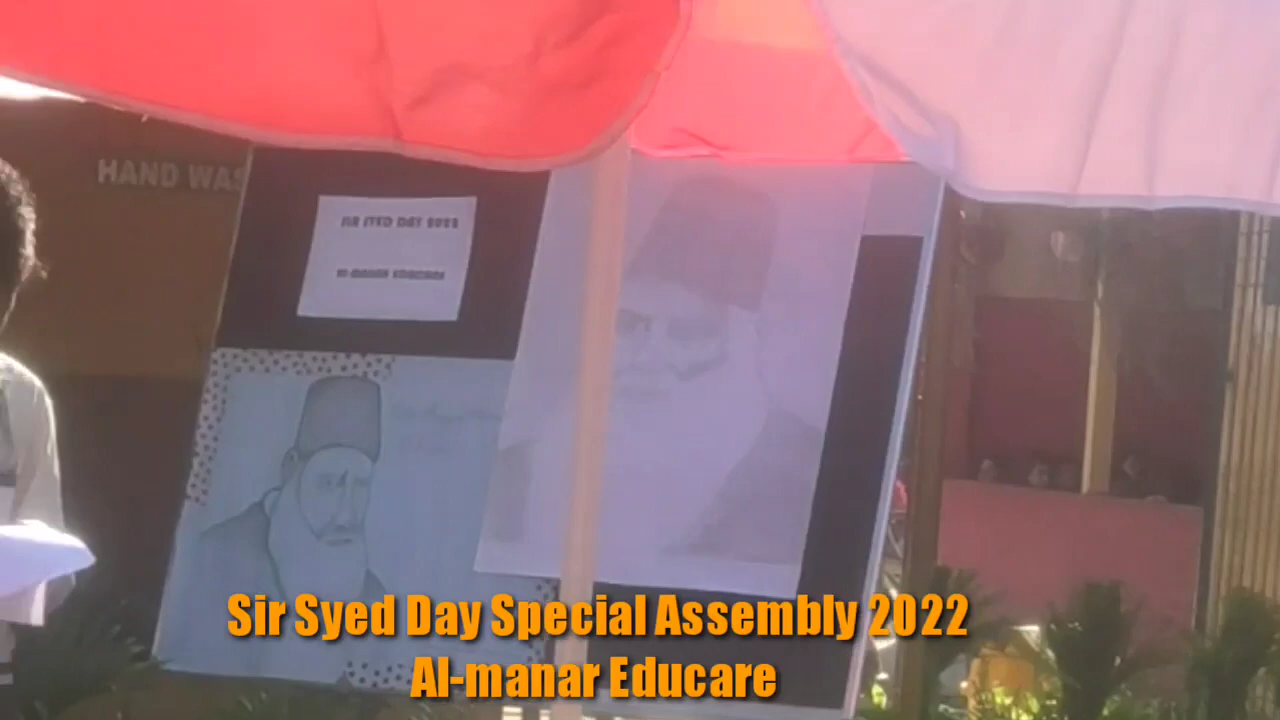 HAND WAS
SIR SYED DAY 2022
Al-MANAR EDUCARE
Sir Syed Day Special Assembly 2022
Al-manar Educare